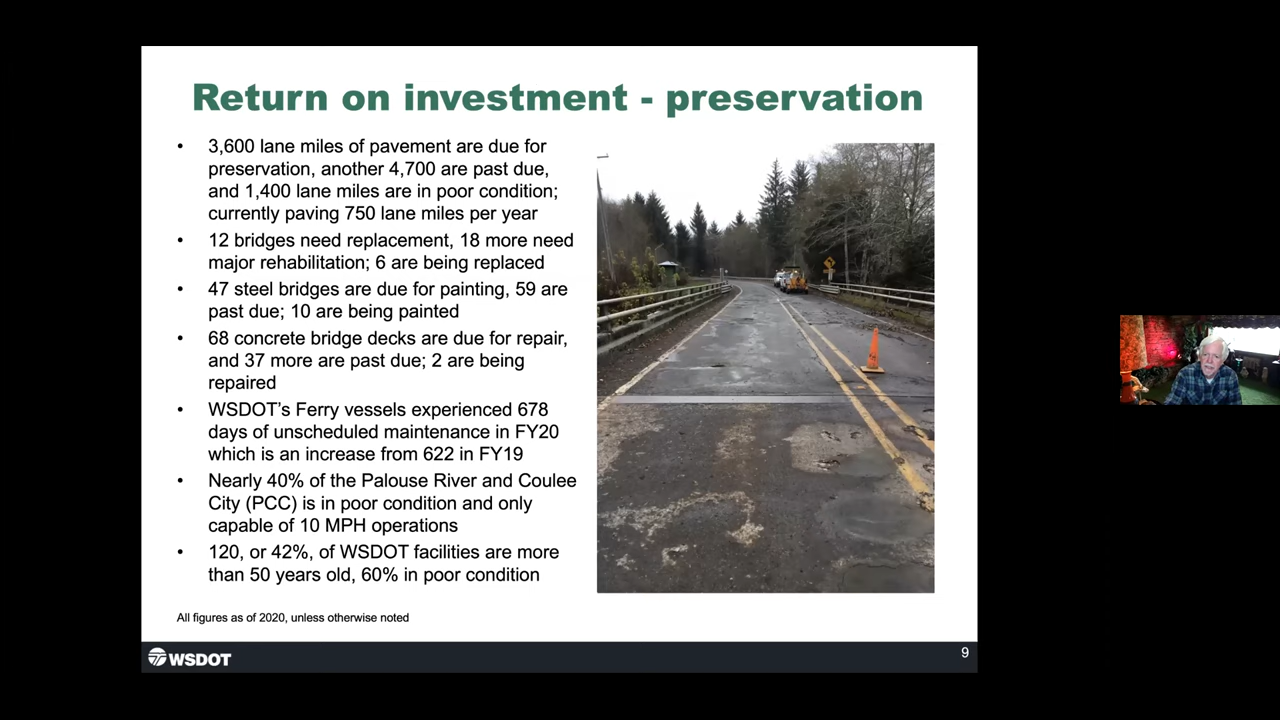 Return on investment - preservation
• 3,600 lane miles of pavement are due for
preservation, another 4,700 are past due,
and 1,400 lane miles are in poor condition;
currently paving 750 lane miles per year
• 12 bridges need replacement, 18 more need
major rehabilitation; 6 are being replaced
• 47 steel bridges are due for painting, 59 are
past due; 10 are being painted
• 68 concrete bridge decks are due for repair,
and 37 more are past due; 2 are being
repaired
• WSDOT’s Ferry vessels experienced 678
days of unscheduled maintenance in FY20
which is an increase from 622 in FY19
• Nearly 40% of the Palouse River and Coulee
City (PCC) is in poor condition and only
capable of 10 MPH operations
• 120, or 42%, of WSDOT facilities are more
than 50 years old, 60% in poor condition
All figures as of 2020, unless otherwise noted
WSDOT
9